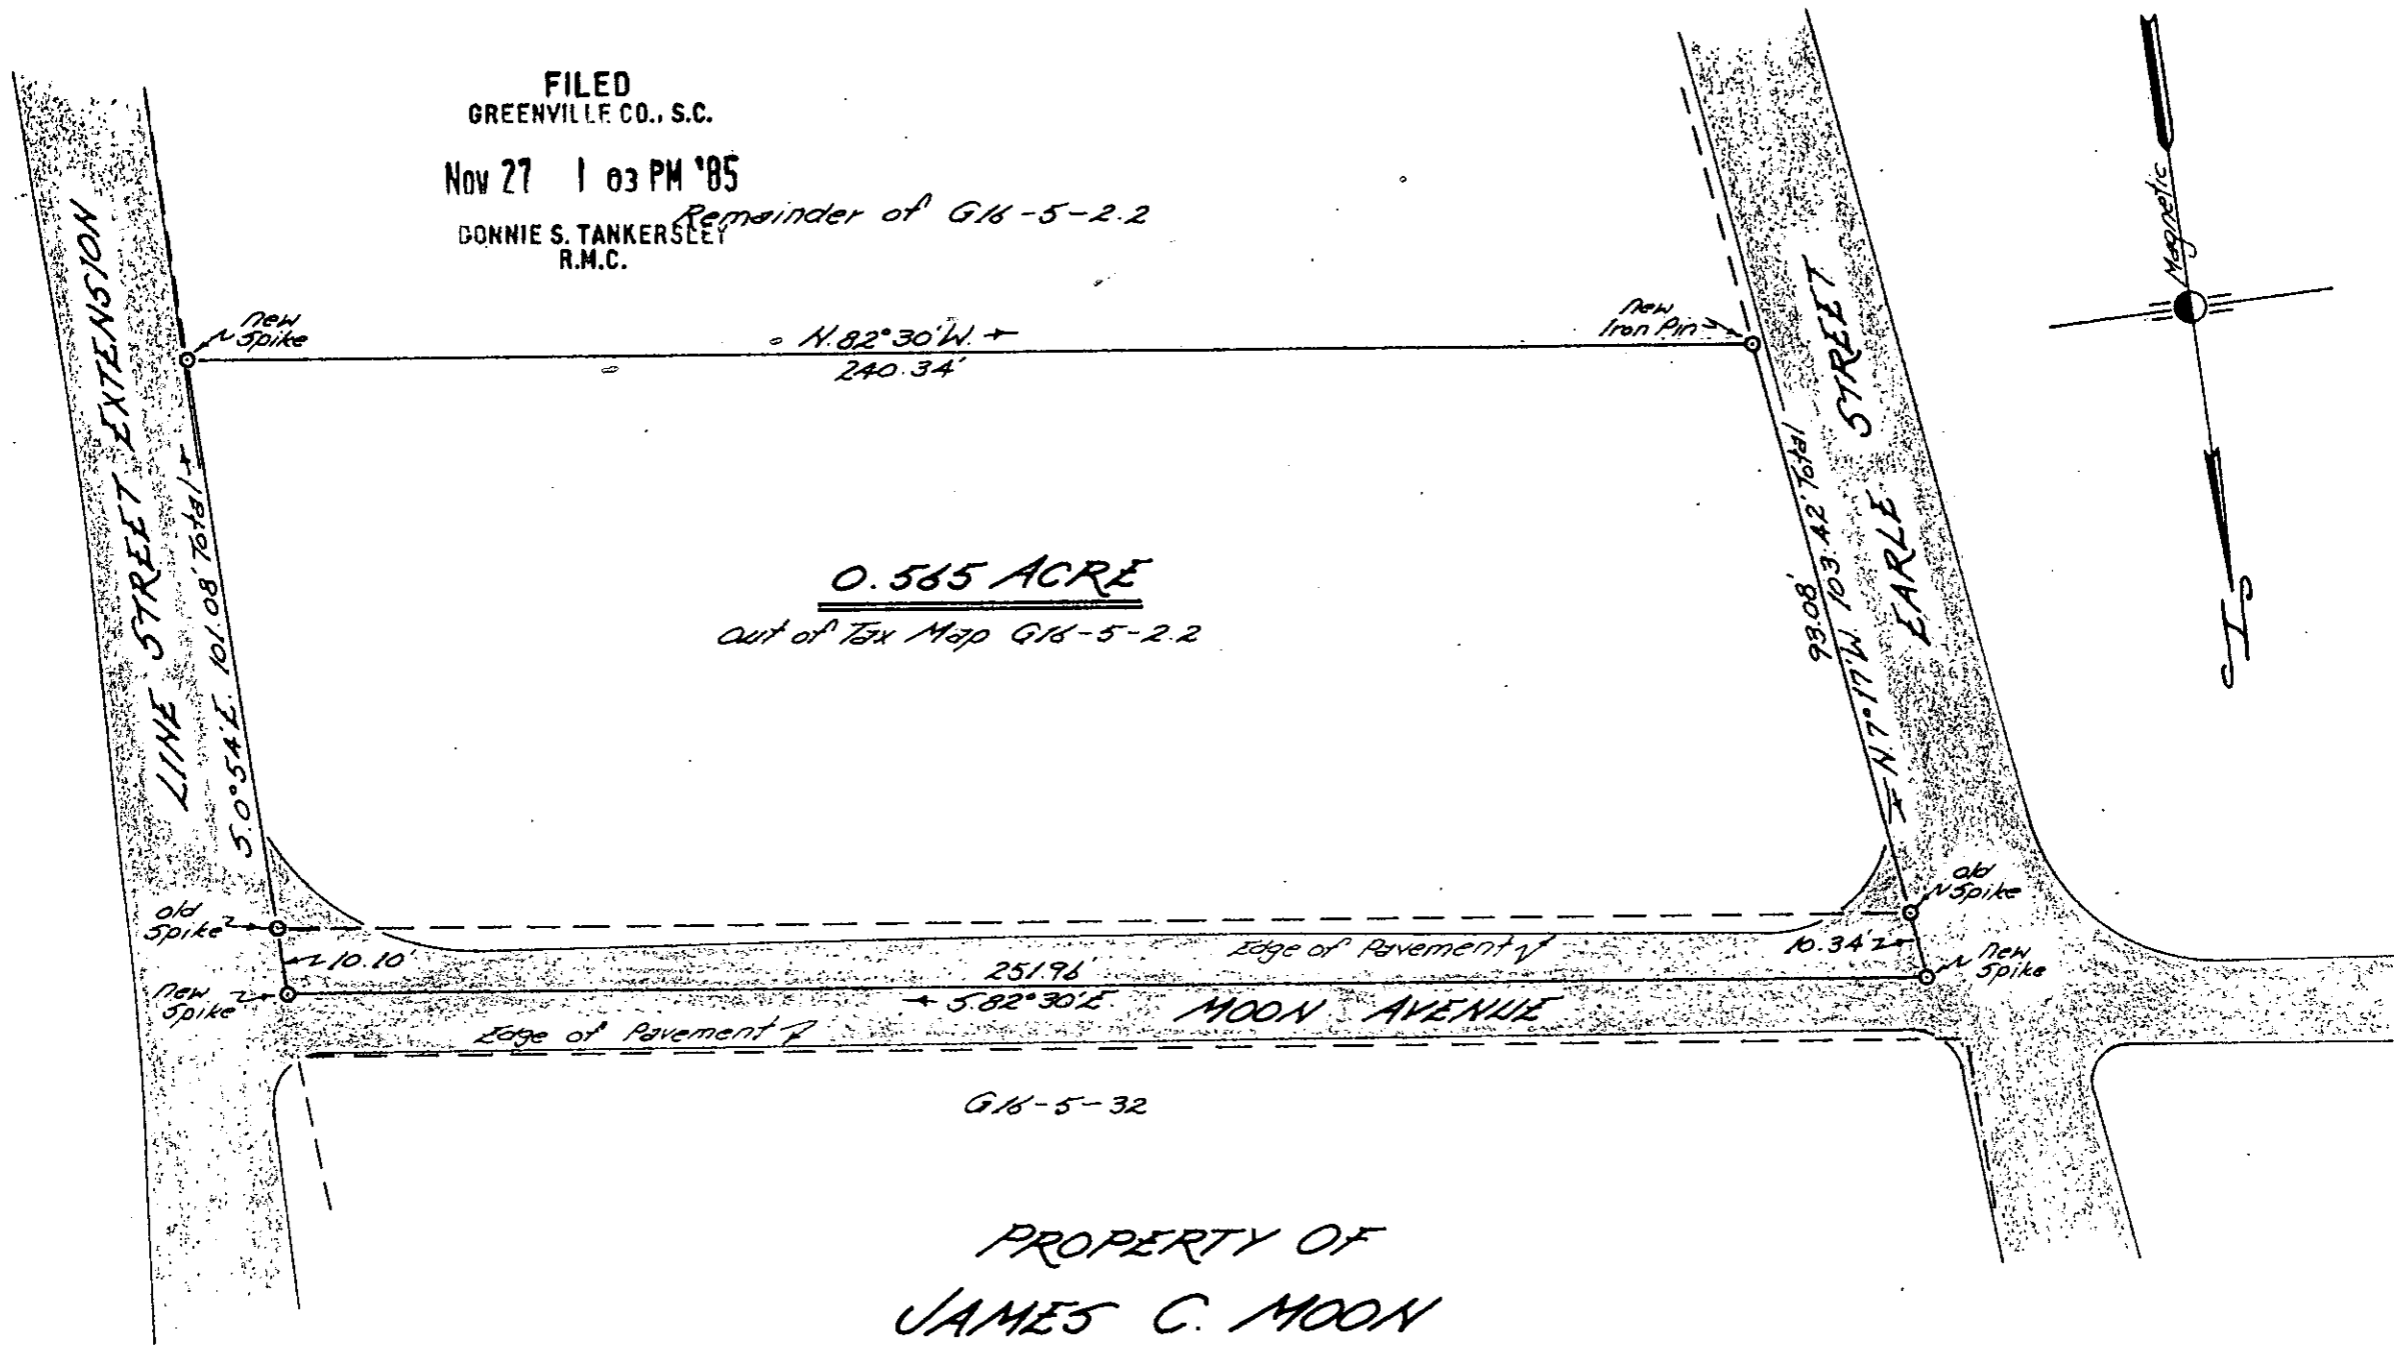 FILED
GREENVILLE CO., S.C.
Nov 27 1 03 PM '85
DONNIE S. TANKERSLEY
R.M.C.
Remainder of G16-5-2.2
Magnetic
New
Spike
N. 82°30' W.
240.34'
New
Iron Pin
LINE STREET EXTENSION
S. 0°54' E. 101.08' Total
0.565 ACRE
Out of Tax Map G16-5-2.2
93.08'
N. 7°17' W. 103.42' Total
EARLE STREET
Old
Spike
Old
Spike
10.10'
Edge of Pavement
10.34'
New
Spike
New
Spike
251.96'
S. 82°30' E.
MOON AVENUE
Edge of Pavement
G16-5-32
PROPERTY OF
JAMES C. MOON